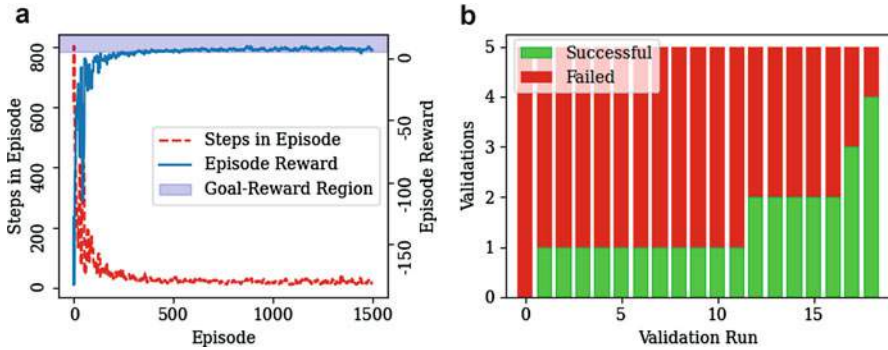 a
800
600
400
200
0
Steps in Episode
0
500
1000
1500
Episode
0
-50
-100
-150
Episode Reward
Steps in Episode
Episode Reward
Goal-Reward Region
b
5
4
3
2
1
0
Validations
0
5
10
15
Validation Run
Successful
Failed